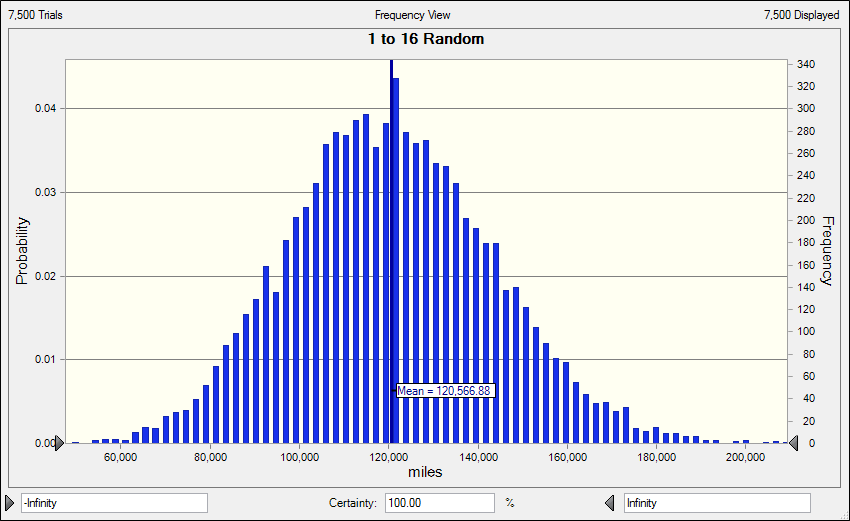 7,500 Trials Frequency View 7,500 Displayed
1 to 16 Random
340
320
0.04 300
280
260
240
0.03 220
200
180
160
0.02 140
120
100
80
0.01 60
40
20
0.00 0
Probability
Frequency
Mean = 120,566.88
60,000 80,000 100,000 120,000 140,000 160,000 180,000 200,000
miles
-Infinity Certainty: 100.00 % Infinity